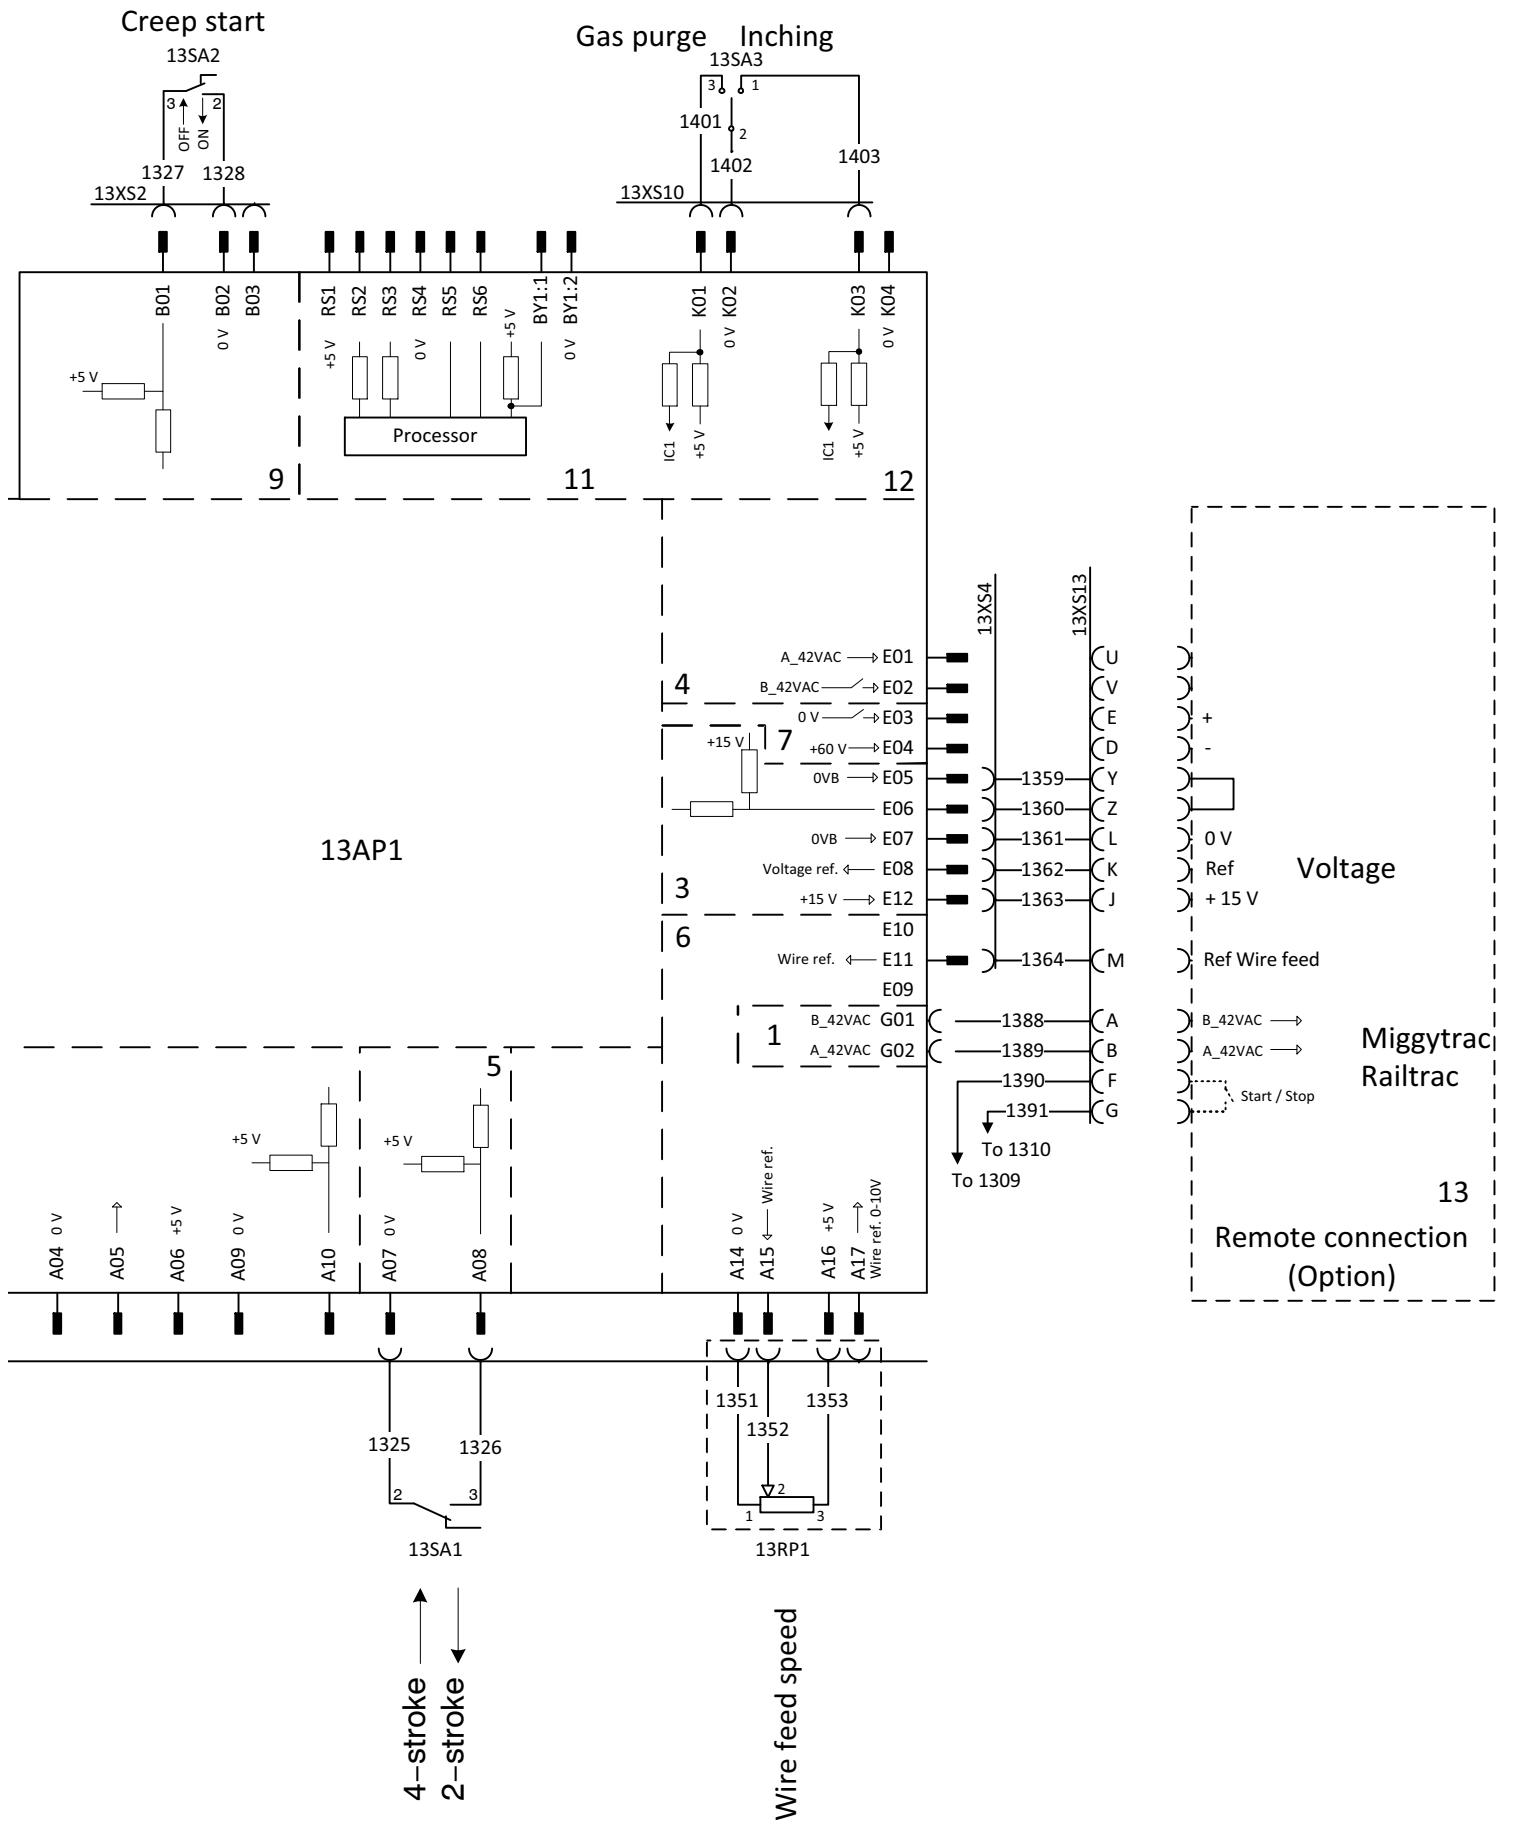 Creep start
Gas purge Inching
13SA2
13SA3
3 2
3 1
OFF
ON
1401
2
1327 1328
1402
1403
13XS2
13XS10
B01
B02
B03
RS1
RS2
RS3
RS4
RS5
RS6
BY1:1
BY1:2
K01
K02
K03
K04
0 V
+5 V
0 V
+5 V
0 V
0 V
0 V
+5 V
Processor
IC1
+5 V
IC1
+5 V
9
11
12
13XS4
13XS13
A_42VAC E01
U
4
B_42VAC E02
V
0 V E03
E +
+15 V
7
+60 V E04
D -
0VB E05
1359
Y
E06
1360
Z
13AP1
0VB E07
1361
L
0 V
Voltage ref. E08
1362
K
Ref
Voltage
3
+15 V E12
1363
J
+ 15 V
E10
6
Wire ref. E11
1364
M
Ref Wire feed
E09
1
B_42VAC G01
1388
A
B_42VAC
A_42VAC G02
1389
B
A_42VAC
Miggytrac
Railtrac
1390
F
Start / Stop
1391
G
To 1310
To 1309
13
Remote connection
(Option)
5
+5 V
+5 V
A04 0 V
A05
A06 +5 V
A09 0 V
A10
A07 0 V
A08
A14 0 V
A15 Wire ref.
A16 +5 V
A17
Wire ref. 0-10V
1351
1353
1352
1325
1326
2 3
2
1 3
13SA1
13RP1
4–stroke
2–stroke
Wire feed speed